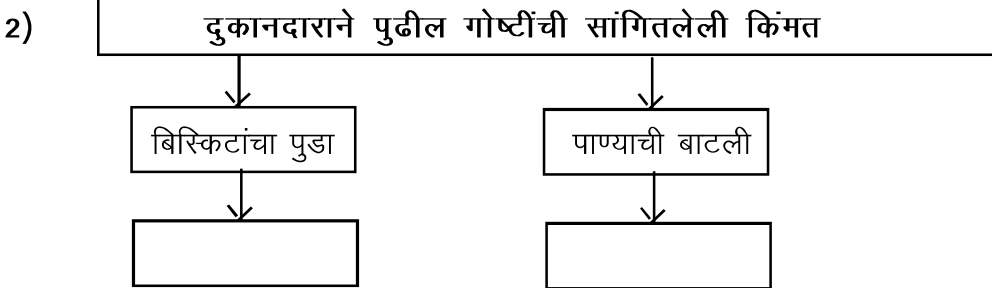 2)
दुकानदाराने पुढील गोष्टींची सांगितलेली किंमत
बिस्किटांचा पुडा
पाण्याची बाटली